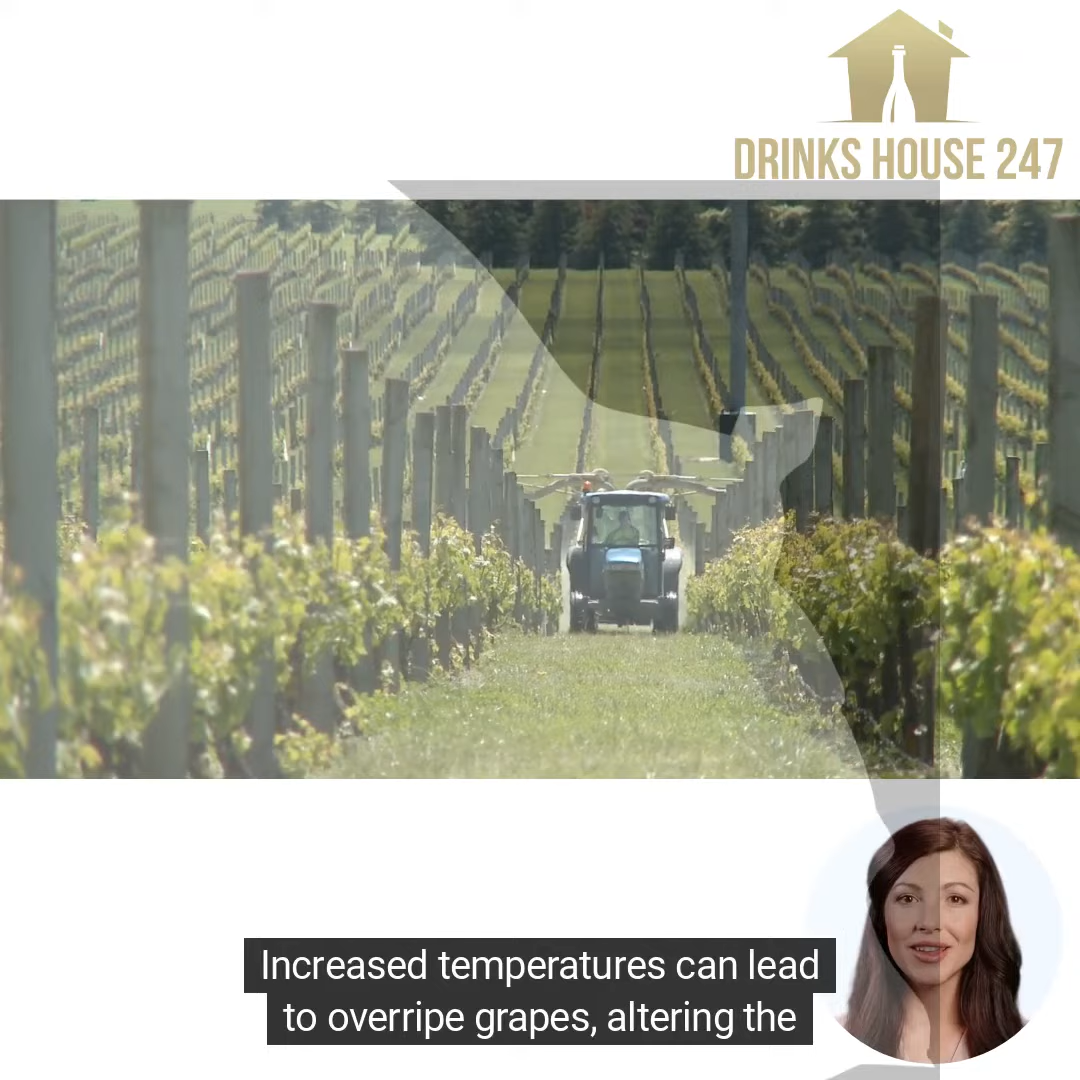 DRINKS HOUSE 247
Increased temperatures can lead
to overripe grapes, altering the